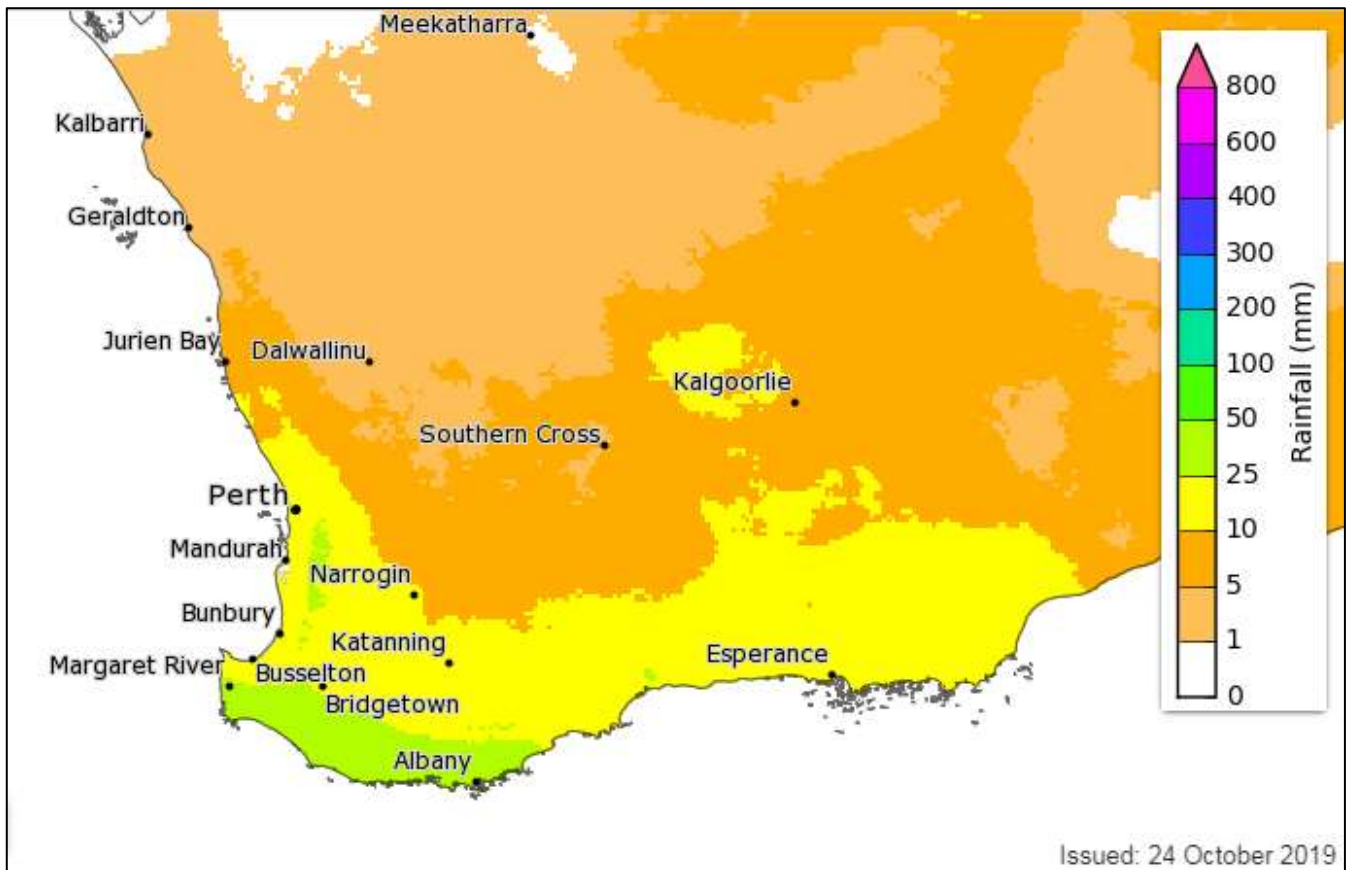 Meekatharra
Kalbarri
Geraldton
Jurien Bay
Dalwallinu
Kalgoorlie
Southern Cross
Perth
Mandurah
Narrogin
Bunbury
Katanning
Margaret River
Busselton
Esperance
Bridgetown
Albany
800
600
400
300
200
100
50
25
10
5
1
0
Rainfall (mm)
Issued: 24 October 2019